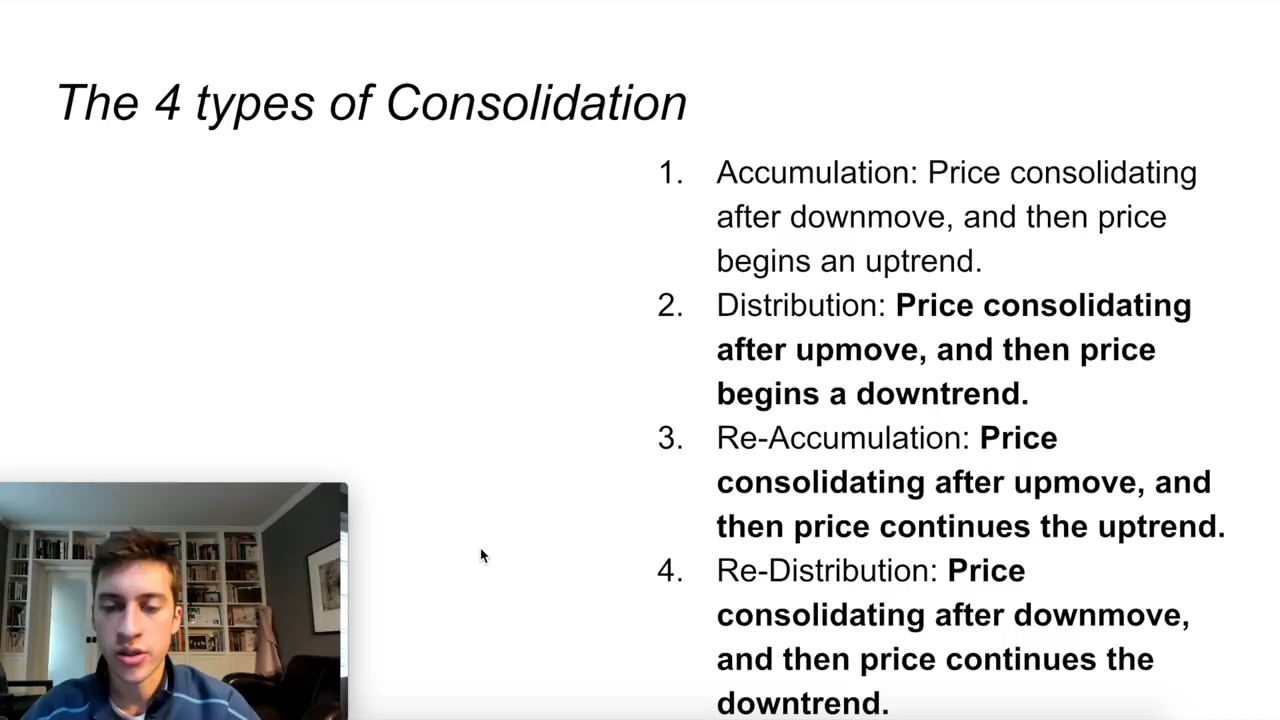 The 4 types of Consolidation
1. Accumulation: Price consolidating
after downmove, and then price
begins an uptrend.
2. Distribution: Price consolidating
after upmove, and then price
begins a downtrend.
3. Re-Accumulation: Price
consolidating after upmove, and
then price continues the uptrend.
4. Re-Distribution: Price
consolidating after downmove,
and then price continues the
downtrend.